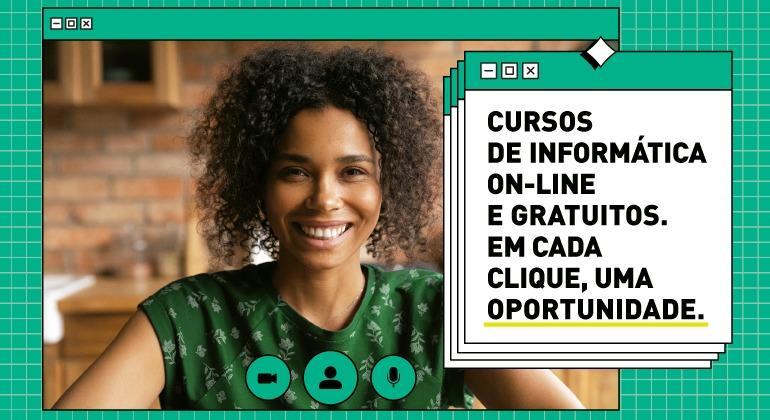 CURSOS
DE INFORMÁTICA
ON-LINE
E GRATUITOS.
EM CADA
CLIQUE, UMA
OPORTUNIDADE.